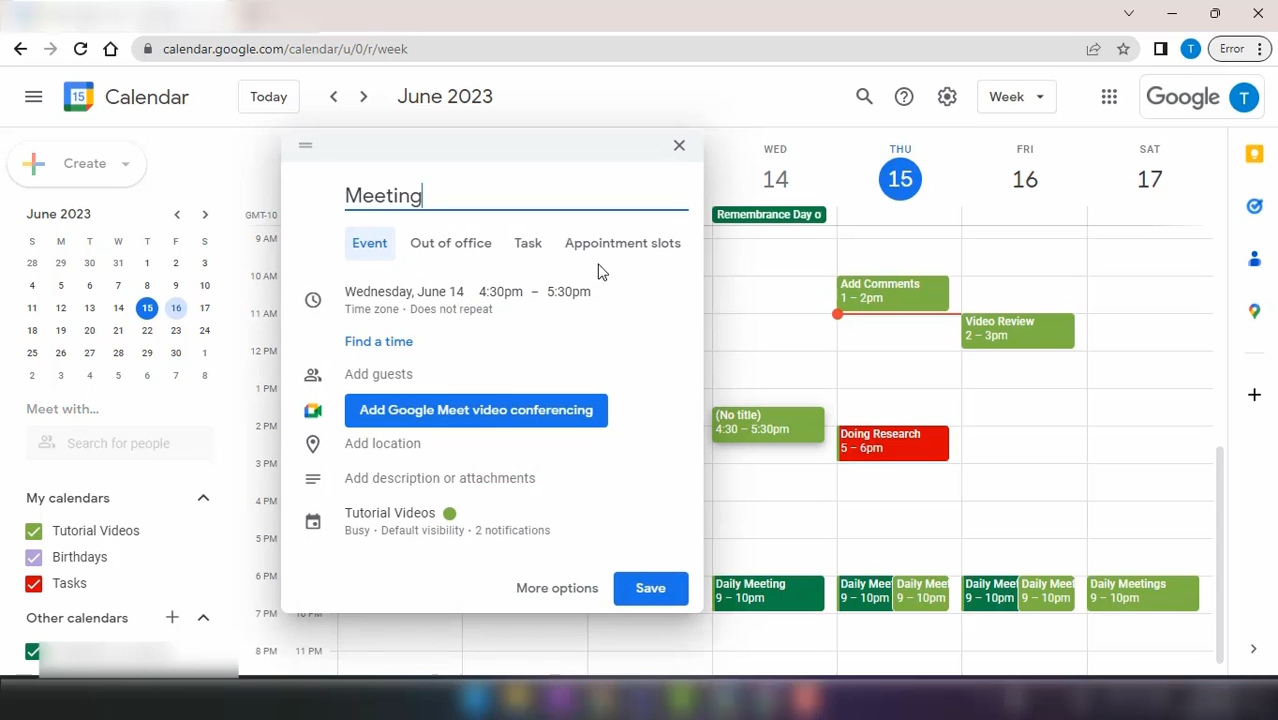 calendar.google.com/calendar/u/0/r/week
T
Error
15
Calendar
Today
June 2023
Week
Google
T
Create
June 2023
S M T W T F S
28 29 30 31 1 2 3
4 5 6 7 8 9 10
11 12 13 14 15 16 17
18 19 20 21 22 23 24
25 26 27 28 29 30 1
2 3 4 5 6 7 8
Meet with...
Search for people
My calendars
Tutorial Videos
Birthdays
Tasks
Other calendars
Meeting
Event Out of office Task Appointment slots
Wednesday, June 14 4:30pm – 5:30pm
Time zone · Does not repeat
Find a time
Add guests
Add Google Meet video conferencing
Add location
Add description or attachments
Tutorial Videos
Busy · Default visibility · 2 notifications
More options Save
WED THU FRI SAT
14 15 16 17
GMT-10
Remembrance Day o
9 AM
10 AM
11 AM
12 PM
1 PM
2 PM
3 PM
4 PM
5 PM
6 PM
7 PM
8 PM 11 PM
Add Comments
1 – 2pm
Video Review
2 – 3pm
(No title)
4:30 – 5:30pm
Doing Research
5 – 6pm
Daily Meeting
9 – 10pm
Daily Meet
9 – 10pm
Daily Mee
9 – 10pm
Daily Meet
9 – 10pm
Daily Mee
9 – 10pm
Daily Meetings
9 – 10pm